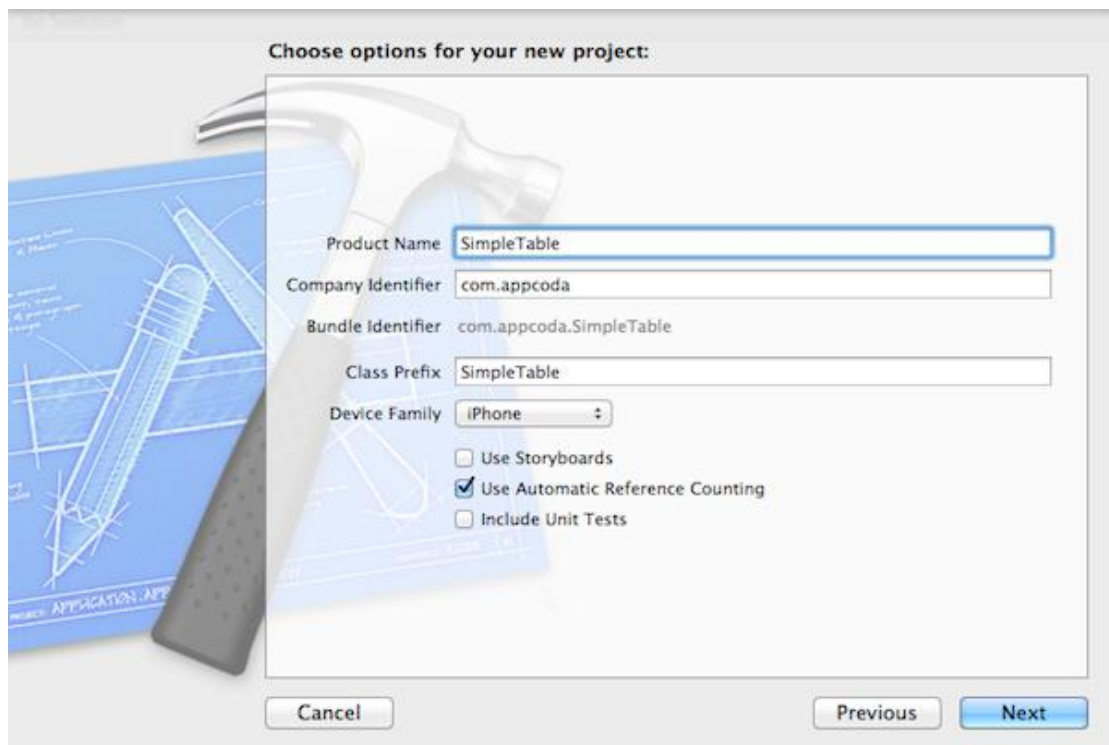 Choose options for your new project:
Product Name SimpleTable
Company Identifier com.appcoda
Bundle Identifier com.appcoda.SimpleTable
Class Prefix SimpleTable
Device Family iPhone
Use Storyboards
Use Automatic Reference Counting
Include Unit Tests
Cancel
Previous
Next